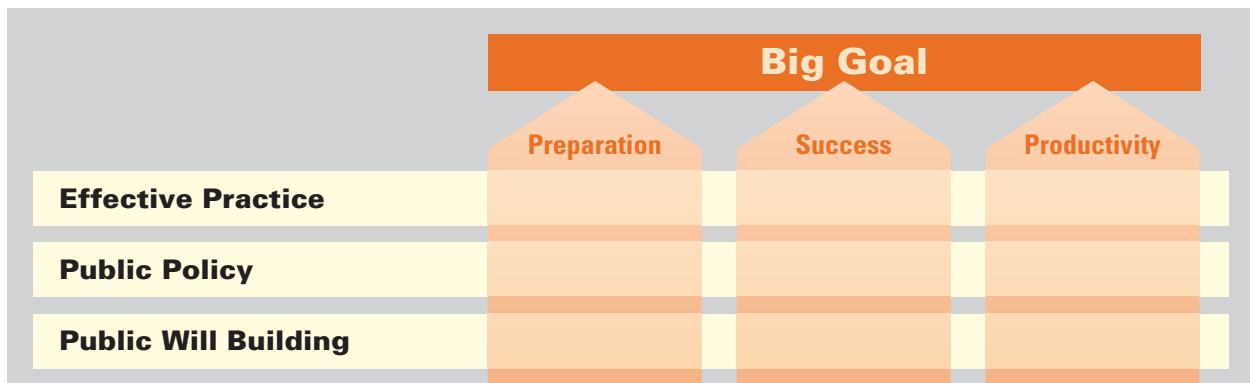 Big Goal
Preparation Success Productivity
Effective Practice
Public Policy
Public Will Building